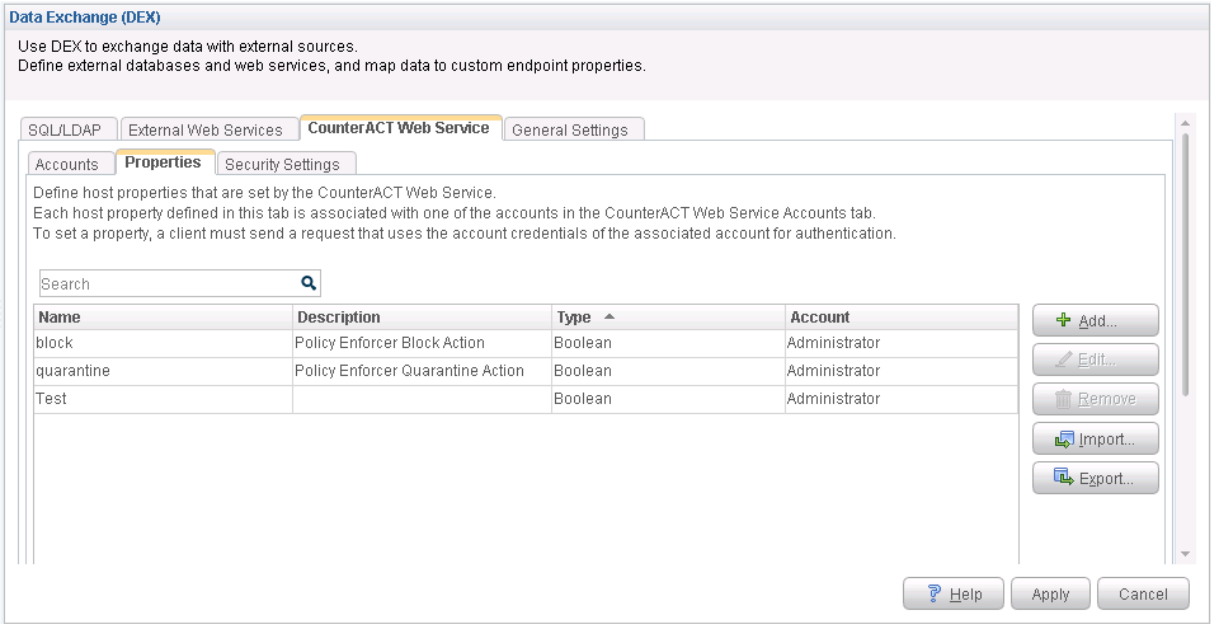 Data Exchange (DEX)
Use DEX to exchange data with external sources.
Define external databases and web services, and map data to custom endpoint properties.
SQL/LDAP External Web Services CounterACT Web Service General Settings
Accounts Properties Security Settings
Define host properties that are set by the CounterACT Web Service.
Each host property defined in this tab is associated with one of the accounts in the CounterACT Web Service Accounts tab.
To set a property, a client must send a request that uses the account credentials of the associated account for authentication.
Search
Name Description Type Account
block Policy Enforcer Block Action Boolean Administrator
quarantine Policy Enforcer Quarantine Action Boolean Administrator
Test Boolean Administrator
Add...
Edit...
Remove
Import...
Export...
Help Apply Cancel